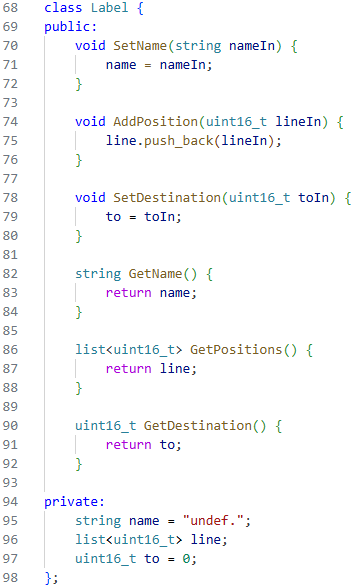 68 class Label {
69 public:
70     void SetName(string nameIn) {
71         name = nameIn;
72     }
73
74     void AddPosition(uint16_t lineIn) {
75         line.push_back(lineIn);
76     }
77
78     void SetDestination(uint16_t toIn) {
79         to = toIn;
80     }
81
82     string GetName() {
83         return name;
84     }
85
86     list<uint16_t> GetPositions() {
87         return line;
88     }
89
90     uint16_t GetDestination() {
91         return to;
92     }
93
94 private:
95     string name = "undef.";
96     list<uint16_t> line;
97     uint16_t to = 0;
98 };